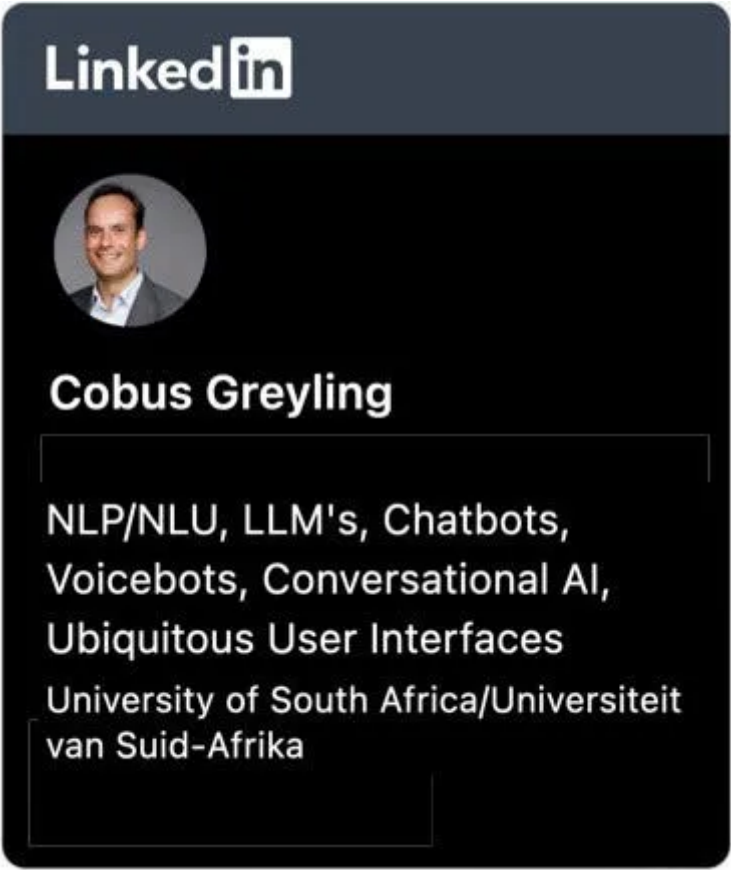 LinkedIn
Cobus Greyling
NLP/NLU, LLM's, Chatbots,
Voicebots, Conversational AI,
Ubiquitous User Interfaces
University of South Africa/Universiteit
van Suid-Afrika